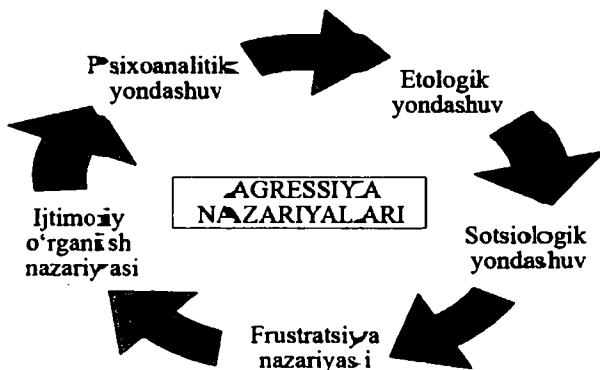 Psixoanalitik
yondashuv
Etologik
yondashuv
AGRESSIYA
NAZARIYALARI
Ijtimoiy
o‘rganish
nazariyasi
Sotsiologik
yondashuv
Frustratsiya
nazariyasi